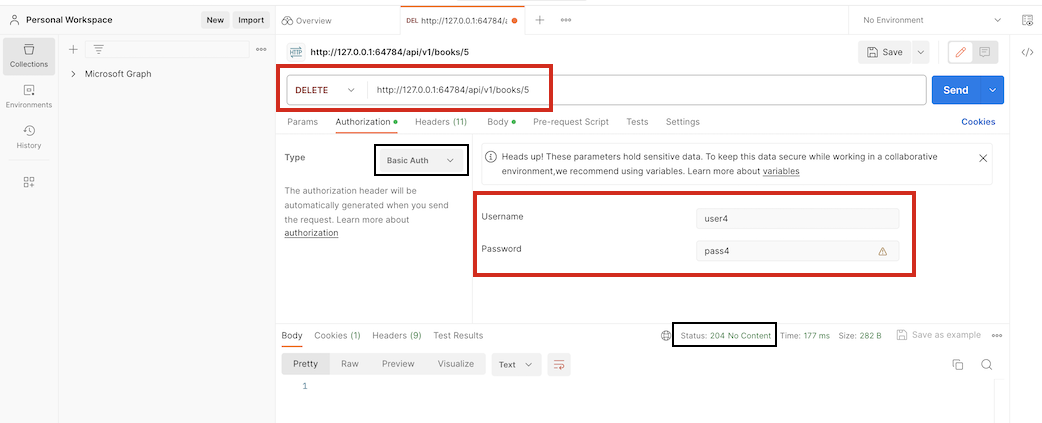 Personal Workspace
New
Import
Overview
DEL http://127.0.0.1:64784/a
No Environment
Collections
Microsoft Graph
HTTP
http://127.0.0.1:64784/api/v1/books/5
Save
Environments
DELETE
http://127.0.0.1:64784/api/v1/books/5
Send
History
Params
Authorization
Headers (11)
Body
Pre-request Script
Tests
Settings
Cookies
Type
Basic Auth
The authorization header will be
automatically generated when you send
the request. Learn more about
authorization
Heads up! These parameters hold sensitive data. To keep this data secure while working in a collaborative
environment,we recommend using variables. Learn more about variables
Username
user4
Password
pass4
Body
Cookies (1)
Headers (9)
Test Results
Status: 204 No Content
Time: 177 ms
Size: 282 B
Save as example
Pretty
Raw
Preview
Visualize
Text
1